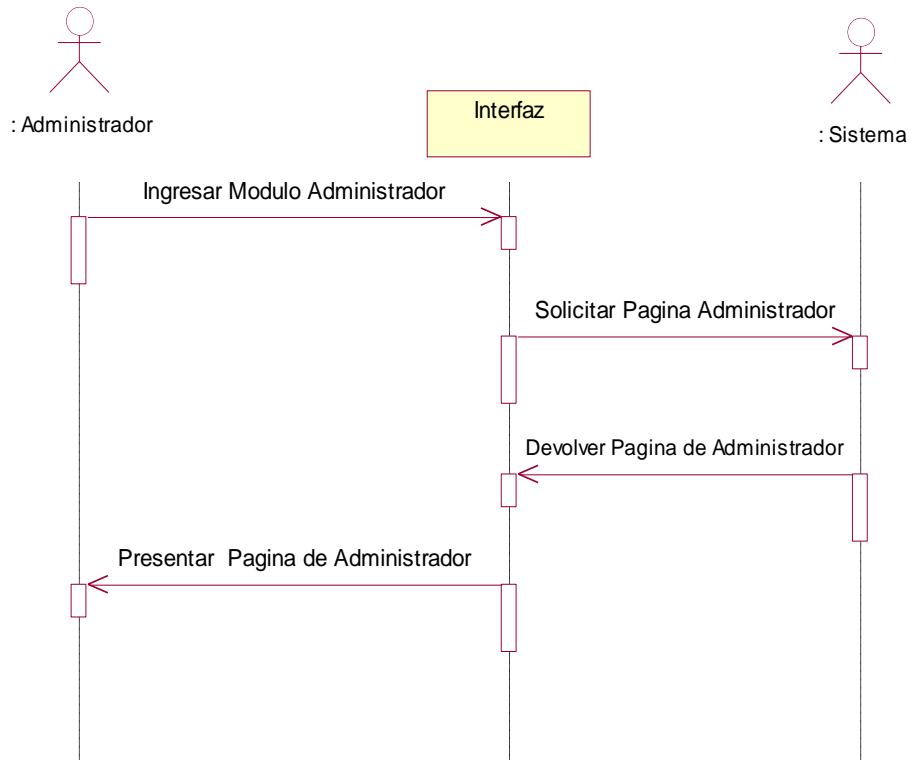 : Administrador
Interfaz
: Sistema
Ingresar Modulo Administrador
Solicitar Pagina Administrador
Devolver Pagina de Administrador
Presentar  Pagina de Administrador